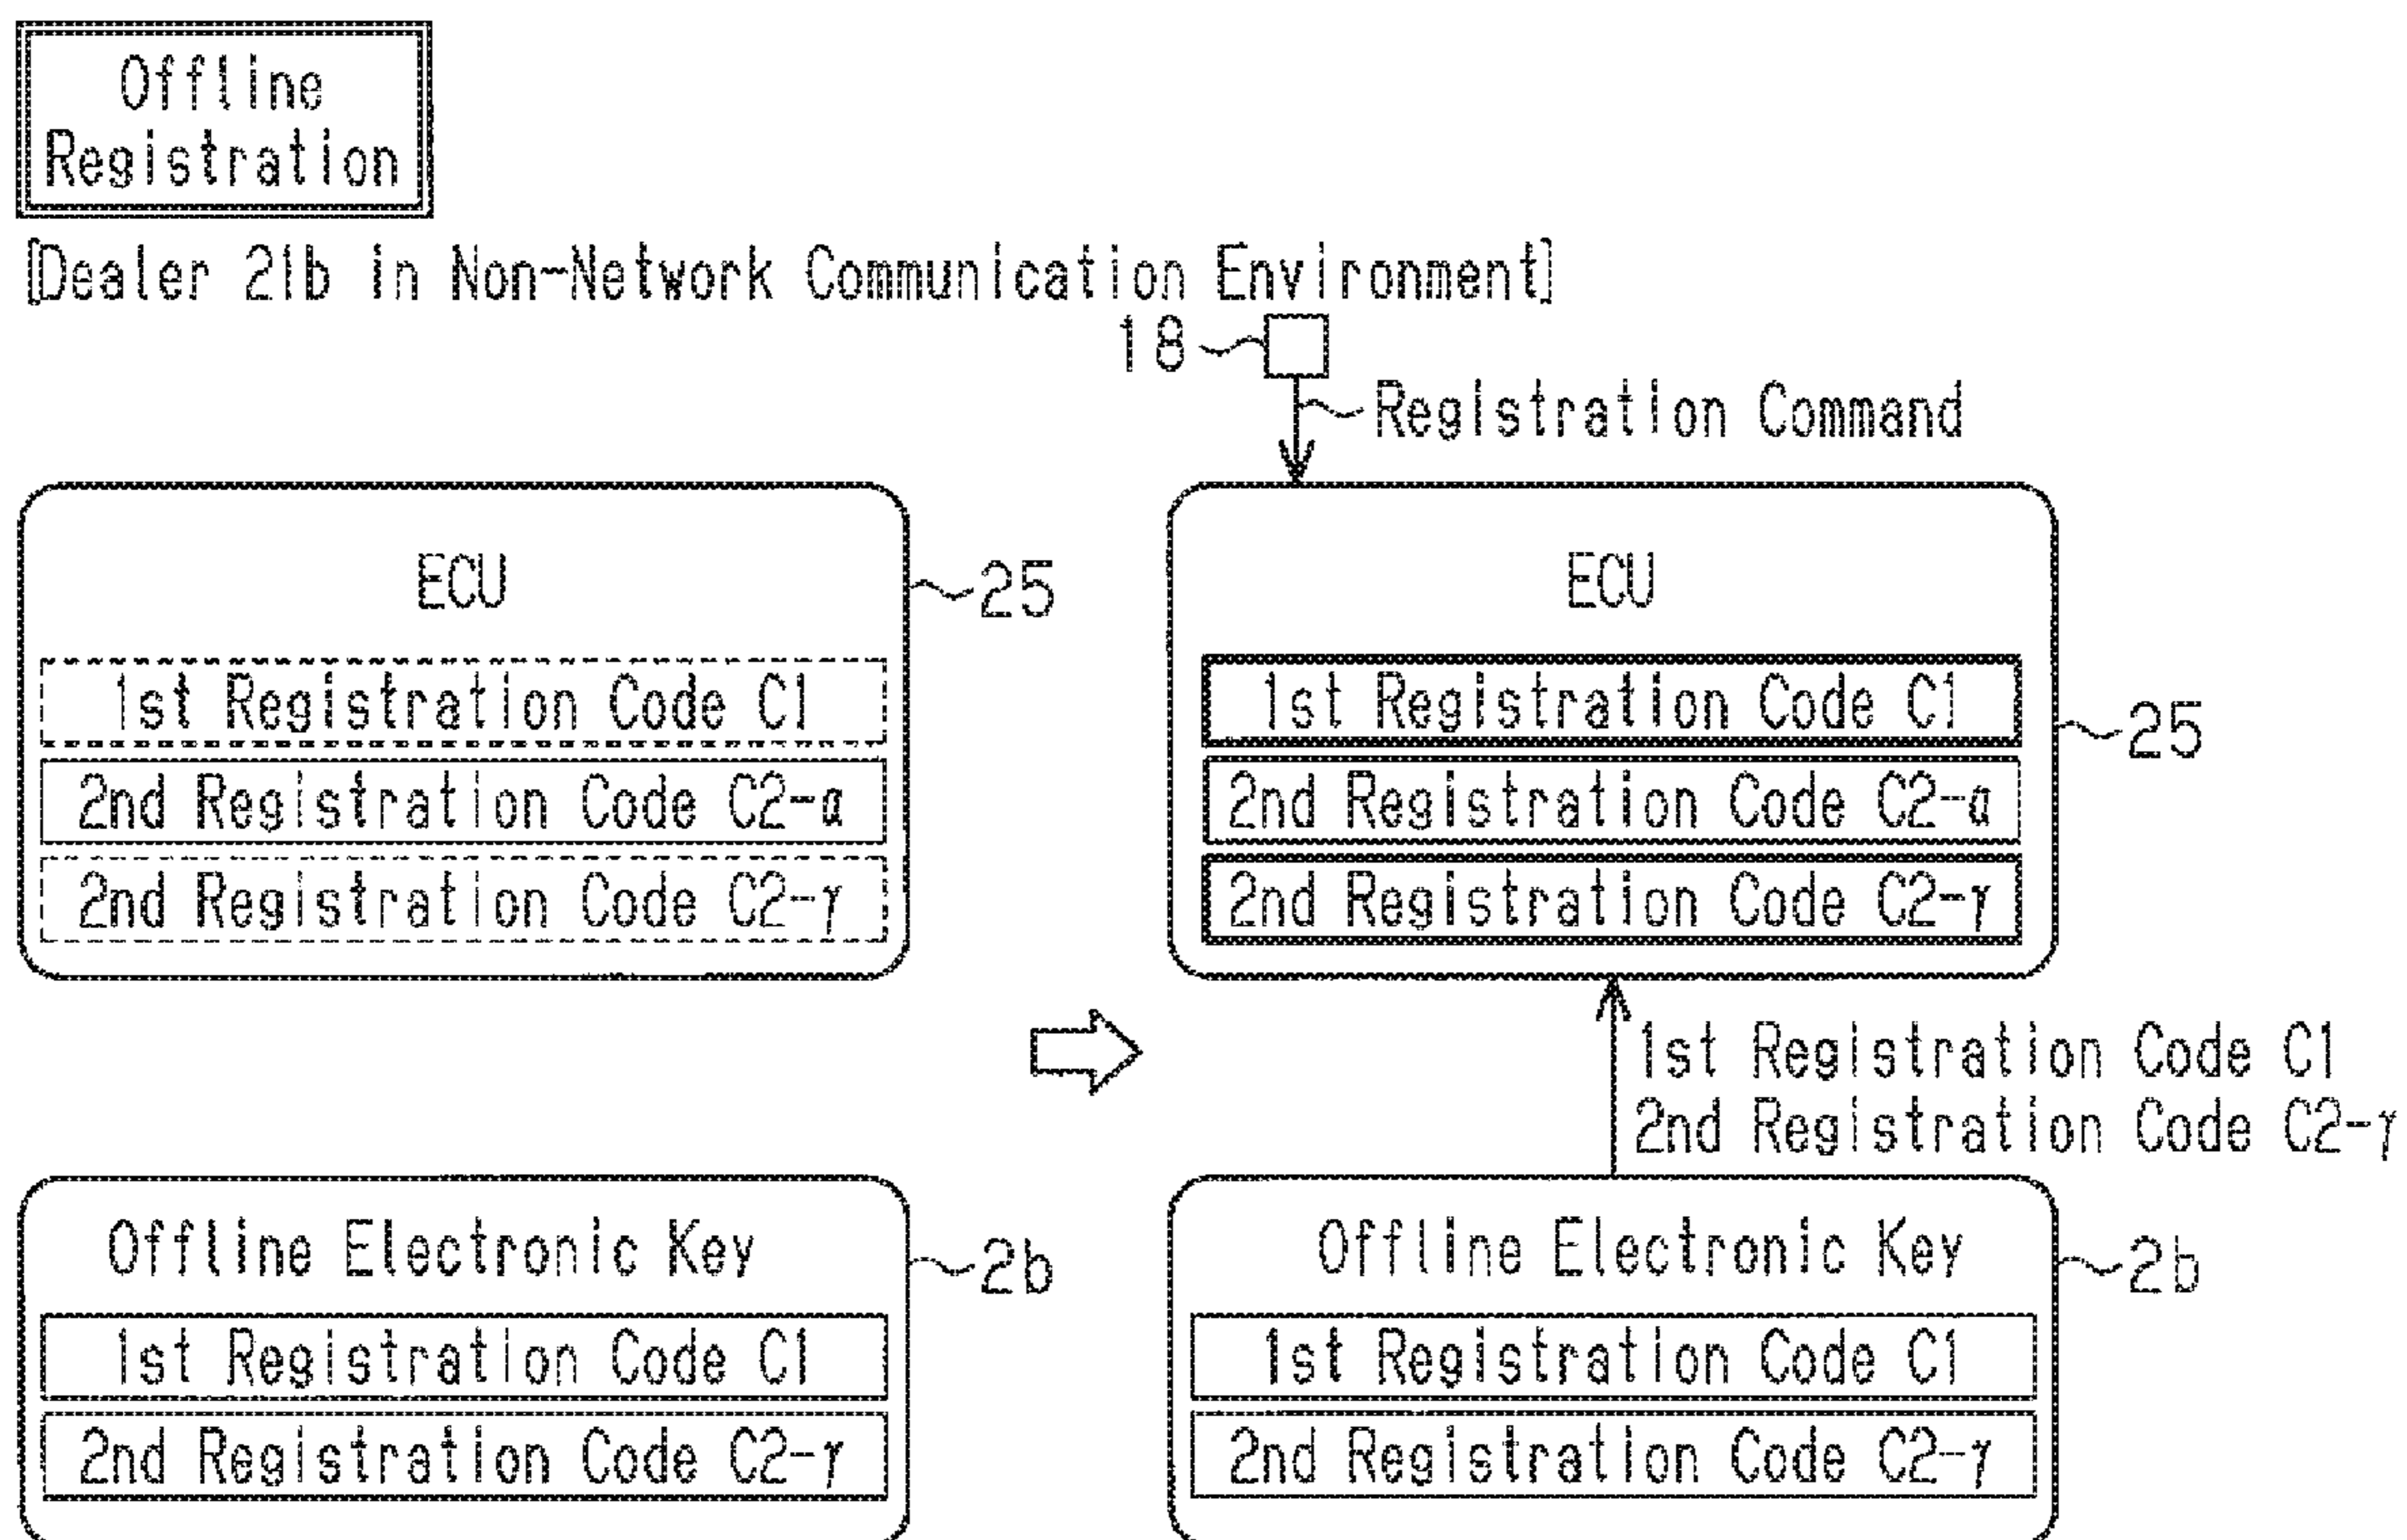 Offline
Registration
[Dealer 21b in Non-Network Communication Environment]
18
Registration Command
ECU
25
1st Registration Code C1
2nd Registration Code C2-α
2nd Registration Code C2-γ
ECU
25
1st Registration Code C1
2nd Registration Code C2-α
2nd Registration Code C2-γ
1st Registration Code C1
2nd Registration Code C2-γ
Offline Electronic Key
2b
1st Registration Code C1
2nd Registration Code C2-γ
Offline Electronic Key
2b
1st Registration Code C1
2nd Registration Code C2-γ